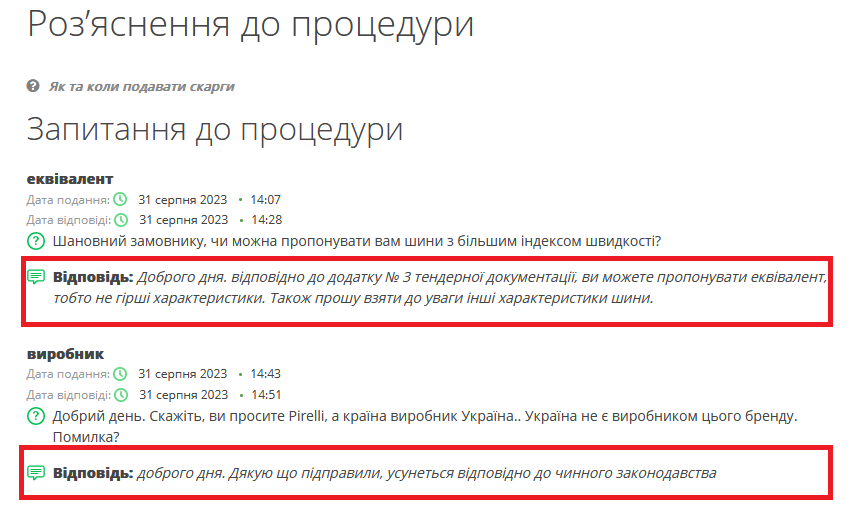 Роз’яснення до процедури
Як та коли подавати скарги
Запитання до процедури
еквівалент
Дата подання: 31 серпня 2023 • 14:07
Дата відповіді: 31 серпня 2023 • 14:28
Шановний замовнику, чи можна пропонувати вам шини з більшим індексом швидкості?
Відповідь: Доброго дня. відповідно до додатку № 3 тендерної документації, ви можете пропонувати еквівалент,
тобто не гірші характеристики. Також прошу взяти до уваги інші характеристики шини.
виробник
Дата подання: 31 серпня 2023 • 14:43
Дата відповіді: 31 серпня 2023 • 14:51
Добрий день. Скажіть, ви просите Pirelli, а країна виробник Україна.. Україна не є виробником цього бренду.
Помилка?
Відповідь: доброго дня. Дякую що підправили, усунеться відповідно до чинного законодавства